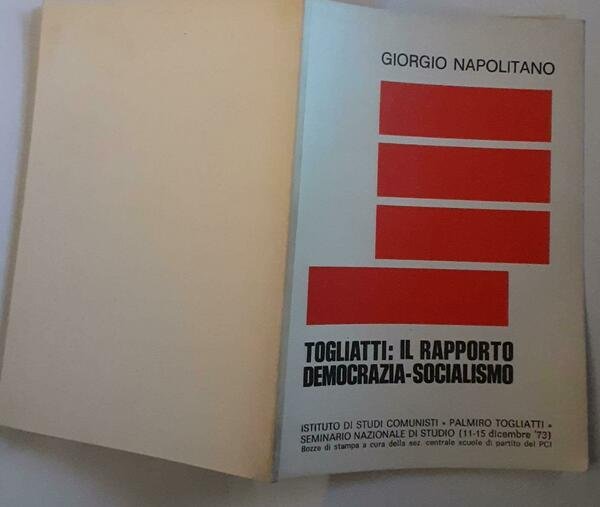 GIORGIO NAPOLITANO
TOGLIATTI: IL RAPPORTO
DEMOCRAZIA-SOCIALISMO
ISTITUTO DI STUDI COMUNISTI « PALMIRO TOGLIATTI »
SEMINARIO NAZIONALE DI STUDIO (11-15 dicembre '73)
Bozze di stampa a cura della sez. centrale scuole di partito del PCI